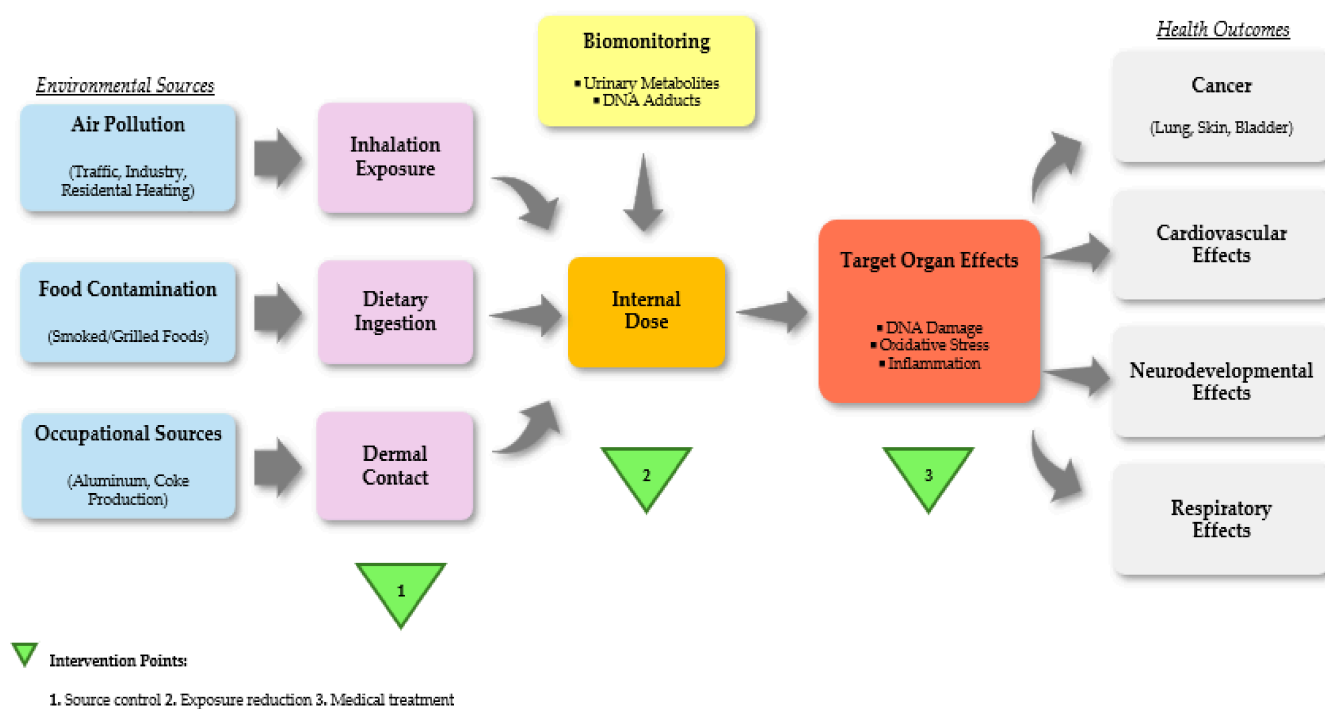 Environmental Sources
Air Pollution
(Traffic, Industry,
Residental Heating)
Food Contamination
(Smoked/Grilled Foods)
Occupational Sources
(Aluminum, Coke
Production)
Inhalation
Exposure
Dietary
Ingestion
Dermal
Contact
1
Biomonitoring
▪ Urinary Metabolites
▪ DNA Adducts
Internal
Dose
2
Target Organ Effects
▪ DNA Damage
▪ Oxidative Stress
▪ Inflammation
3
Health Outcomes
Cancer
(Lung, Skin, Bladder)
Cardiovascular
Effects
Neurodevelopmental
Effects
Respiratory
Effects
Intervention Points:
1. Source control 2. Exposure reduction 3. Medical treatment